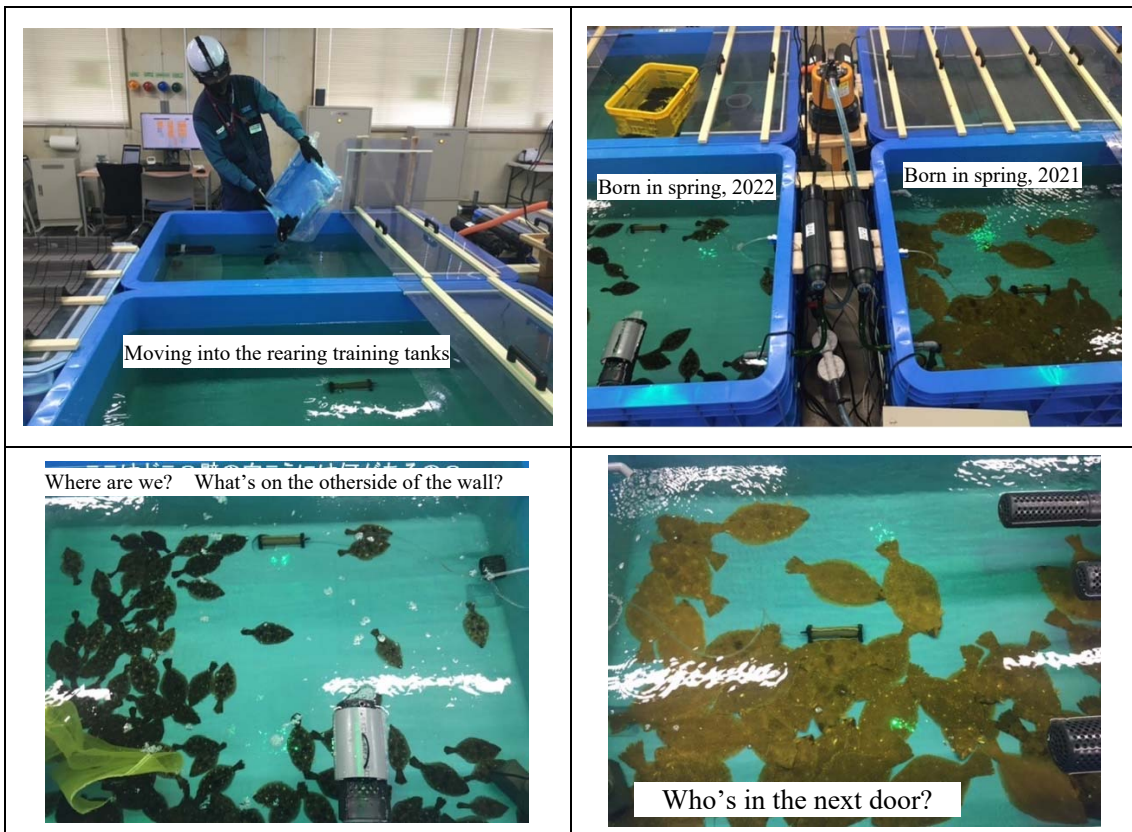 Moving into the rearing training tanks
Born in spring, 2022
Born in spring, 2021
Where are we? What's on the otherside of the wall?
Who's in the next door?